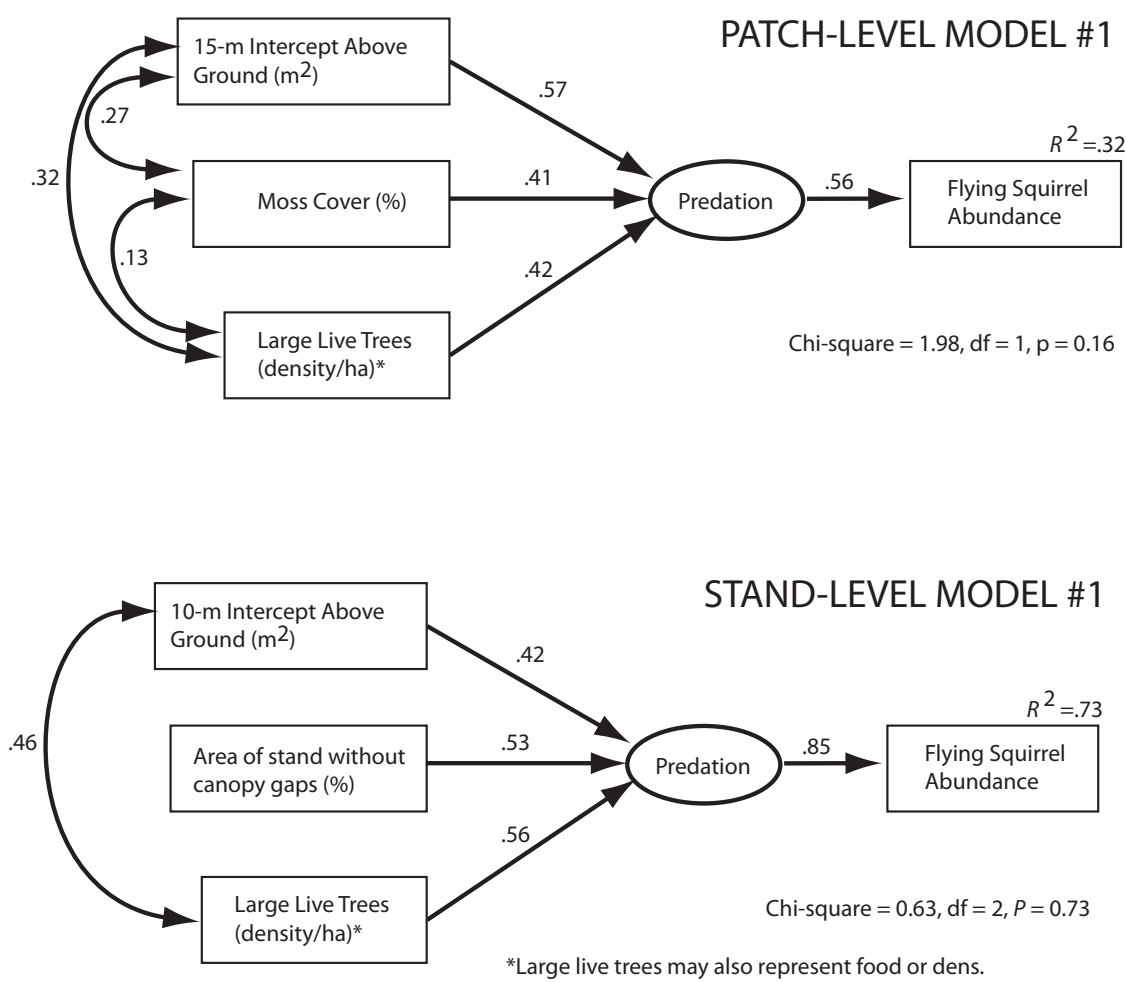 PATCH-LEVEL MODEL #1
15-m Intercept Above
Ground (m²)
.57
.27
R² =.32
.32
Moss Cover (%)
.41
Predation
.56
Flying Squirrel
Abundance
.13
.42
Large Live Trees
(density/ha)*
Chi-square = 1.98, df = 1, p = 0.16
STAND-LEVEL MODEL #1
10-m Intercept Above
Ground (m²)
.42
R² =.73
.46
Area of stand without
canopy gaps (%)
.53
Predation
.85
Flying Squirrel
Abundance
.56
Large Live Trees
(density/ha)*
Chi-square = 0.63, df = 2, P = 0.73
*Large live trees may also represent food or dens.